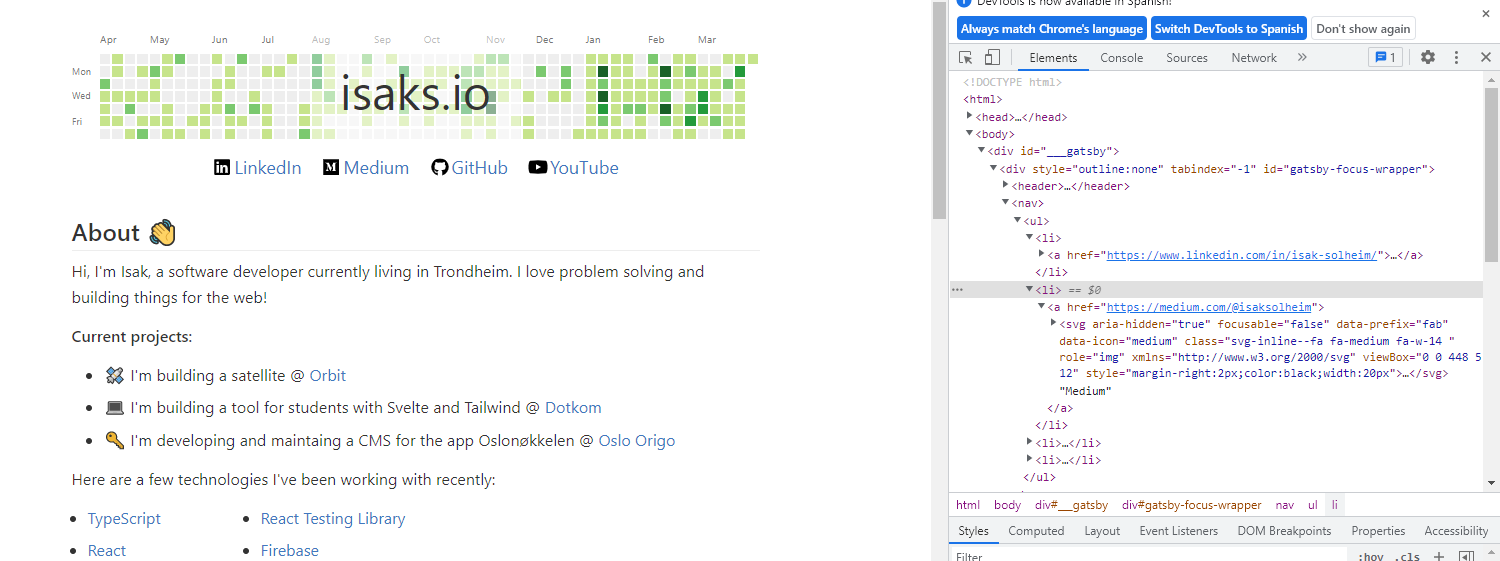 Apr May Jun Jul Aug Sep Oct Nov Dec Jan Feb Mar
Mon
Wed
Fri
isaks.io
LinkedIn Medium GitHub YouTube
About 👋
Hi, I'm Isak, a software developer currently living in Trondheim. I love problem solving and
building things for the web!
Current projects:
• 🛰️ I'm building a satellite @ Orbit
• 💻 I'm building a tool for students with Svelte and Tailwind @ Dotkom
• 🔑 I'm developing and maintaing a CMS for the app Oslonøkkelen @ Oslo Origo
Here are a few technologies I've been working with recently:
• TypeScript • React Testing Library
• React • Firebase
DevTools is now available in Spanish!
Always match Chrome's language Switch DevTools to Spanish Don't show again
Elements Console Sources Network » 1
<!DOCTYPE html>
<html>
<head>…</head>
<body>
<div id="___gatsby">
<div style="outline:none" tabindex="-1" id="gatsby-focus-wrapper">
<header>…</header>
<nav>
<ul>
<li>
<a href="https://www.linkedin.com/in/isak-solheim/">…</a>
</li>
<li> == $0
<a href="https://medium.com/@isaksolheim">
<svg aria-hidden="true" focusable="false" data-prefix="fab"
data-icon="medium" class="svg-inline--fa fa-medium fa-w-14 "
role="img" xmlns="http://www.w3.org/2000/svg" viewBox="0 0 448 5
12" style="margin-right:2px;color:black;width:20px">…</svg>
"Medium"
</a>
</li>
<li>…</li>
<li>…</li>
</ul>
html body div#___gatsby div#gatsby-focus-wrapper nav ul li
Styles Computed Layout Event Listeners DOM Breakpoints Properties Accessibility
Filter :hov .cls +